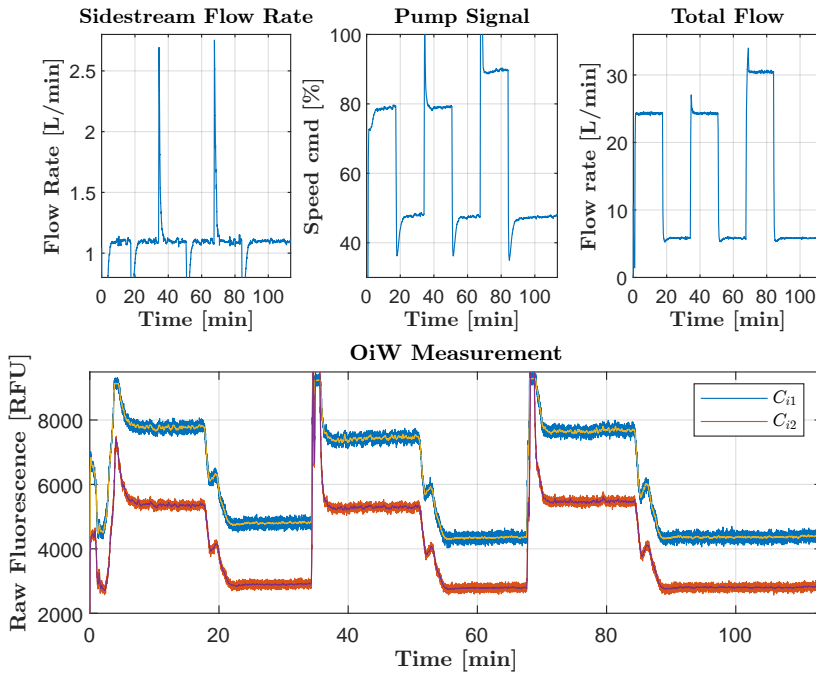 Sidestream Flow Rate
Flow Rate [L/min]
2.5
2
1.5
1
0 20 40 60 80 100
Time [min]
Pump Signal
Speed cmd [%]
100
80
60
40
0 20 40 60 80 100
Time [min]
Total Flow
Flow rate [L/min]
30
20
10
0
0 20 40 60 80 100
Time [min]
OiW Measurement
Raw Fluorescence [RFU]
8000
6000
4000
2000
0 20 40 60 80 100
Time [min]
C_{i1}
C_{i2}